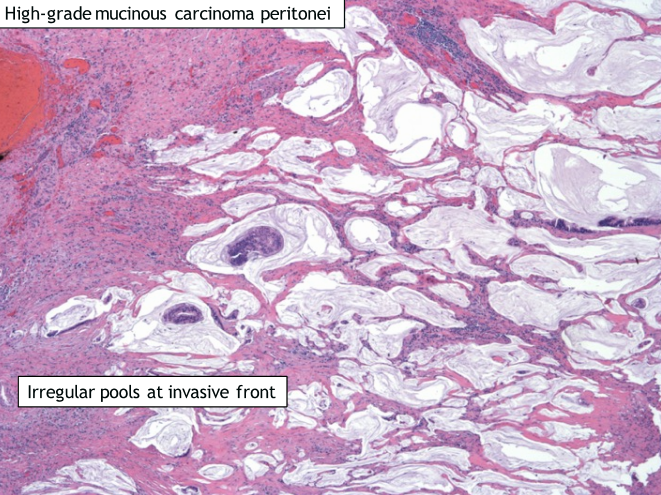 High-grade mucinous carcinoma peritonei
Irregular pools at invasive front